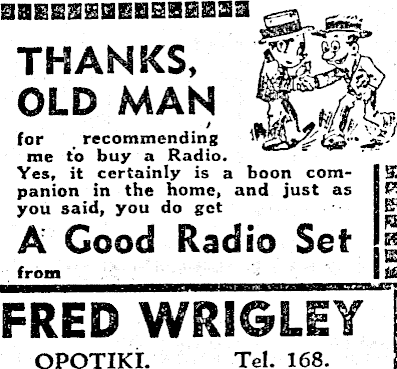 THANKS,
OLD MAN
for recommending
me to buy a Radio.
Yes, it certainly is a boon com-
panion in the home, and just as
you said, you do get
A Good Radio Set
from
FRED WRIGLEY
OPOTIKI. Tel. 168.